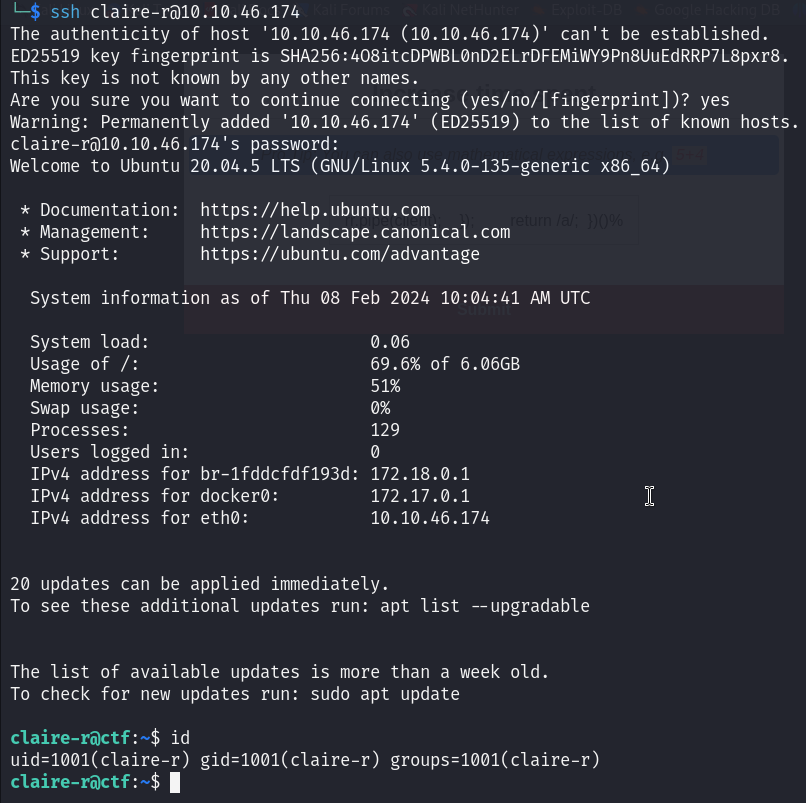 └─$ ssh claire-r@10.10.46.174
The authenticity of host '10.10.46.174 (10.10.46.174)' can't be established.
ED25519 key fingerprint is SHA256:4O8itcDPWBL0nD2ELrDFEMiWY9Pn8UuEdRRP7L8pxr8.
This key is not known by any other names.
Are you sure you want to continue connecting (yes/no/[fingerprint])? yes
Warning: Permanently added '10.10.46.174' (ED25519) to the list of known hosts.
claire-r@10.10.46.174's password:
Welcome to Ubuntu 20.04.5 LTS (GNU/Linux 5.4.0-135-generic x86_64)
* Documentation:  https://help.ubuntu.com
* Management:     https://landscape.canonical.com
* Support:        https://ubuntu.com/advantage
System information as of Thu 08 Feb 2024 10:04:41 AM UTC
System load:                      0.06
Usage of /:                       69.6% of 6.06GB
Memory usage:                     51%
Swap usage:                       0%
Processes:                        129
Users logged in:                  0
IPv4 address for br-1fddcfdf193d: 172.18.0.1
IPv4 address for docker0:         172.17.0.1
IPv4 address for eth0:            10.10.46.174
20 updates can be applied immediately.
To see these additional updates run: apt list --upgradable
The list of available updates is more than a week old.
To check for new updates run: sudo apt update
claire-r@ctf:~$ id
uid=1001(claire-r) gid=1001(claire-r) groups=1001(claire-r)
claire-r@ctf:~$